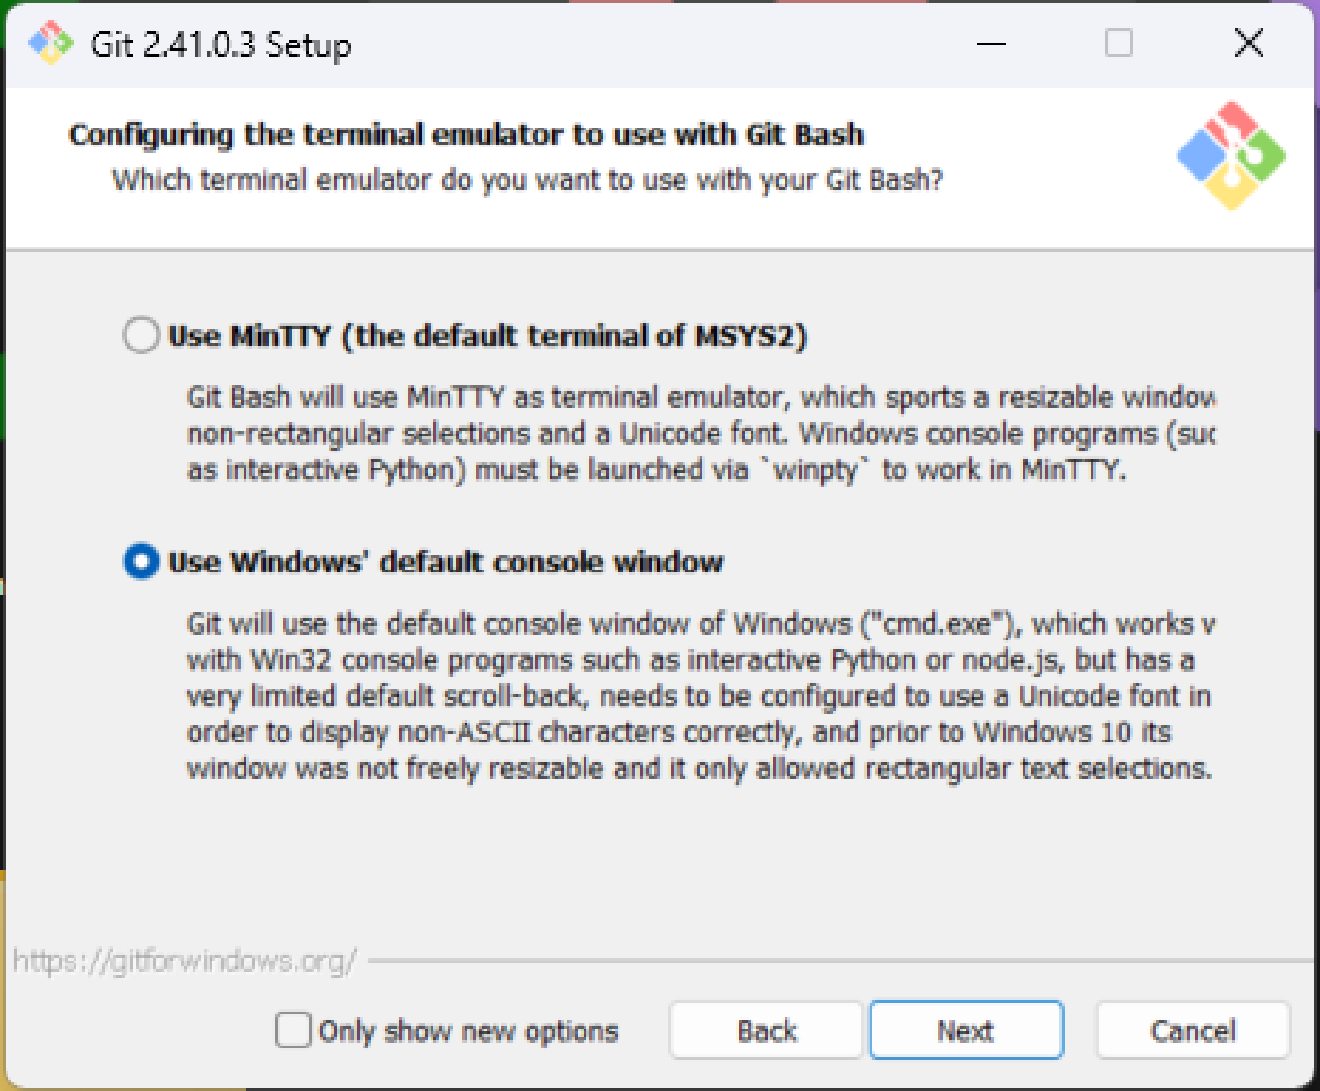 Git 2.41.0.3 Setup
Configuring the terminal emulator to use with Git Bash
Which terminal emulator do you want to use with your Git Bash?
Use MinTTY (the default terminal of MSYS2)
Git Bash will use MinTTY as terminal emulator, which sports a resizable window
non-rectangular selections and a Unicode font. Windows console programs (suc
as interactive Python) must be launched via `winpty` to work in MinTTY.
Use Windows' default console window
Git will use the default console window of Windows ("cmd.exe"), which works
with Win32 console programs such as interactive Python or node.js, but has a
very limited default scroll-back, needs to be configured to use a Unicode font in
order to display non-ASCII characters correctly, and prior to Windows 10 its
window was not freely resizable and it only allowed rectangular text selections.
https://gitforwindows.org/
Only show new options
Back
Next
Cancel